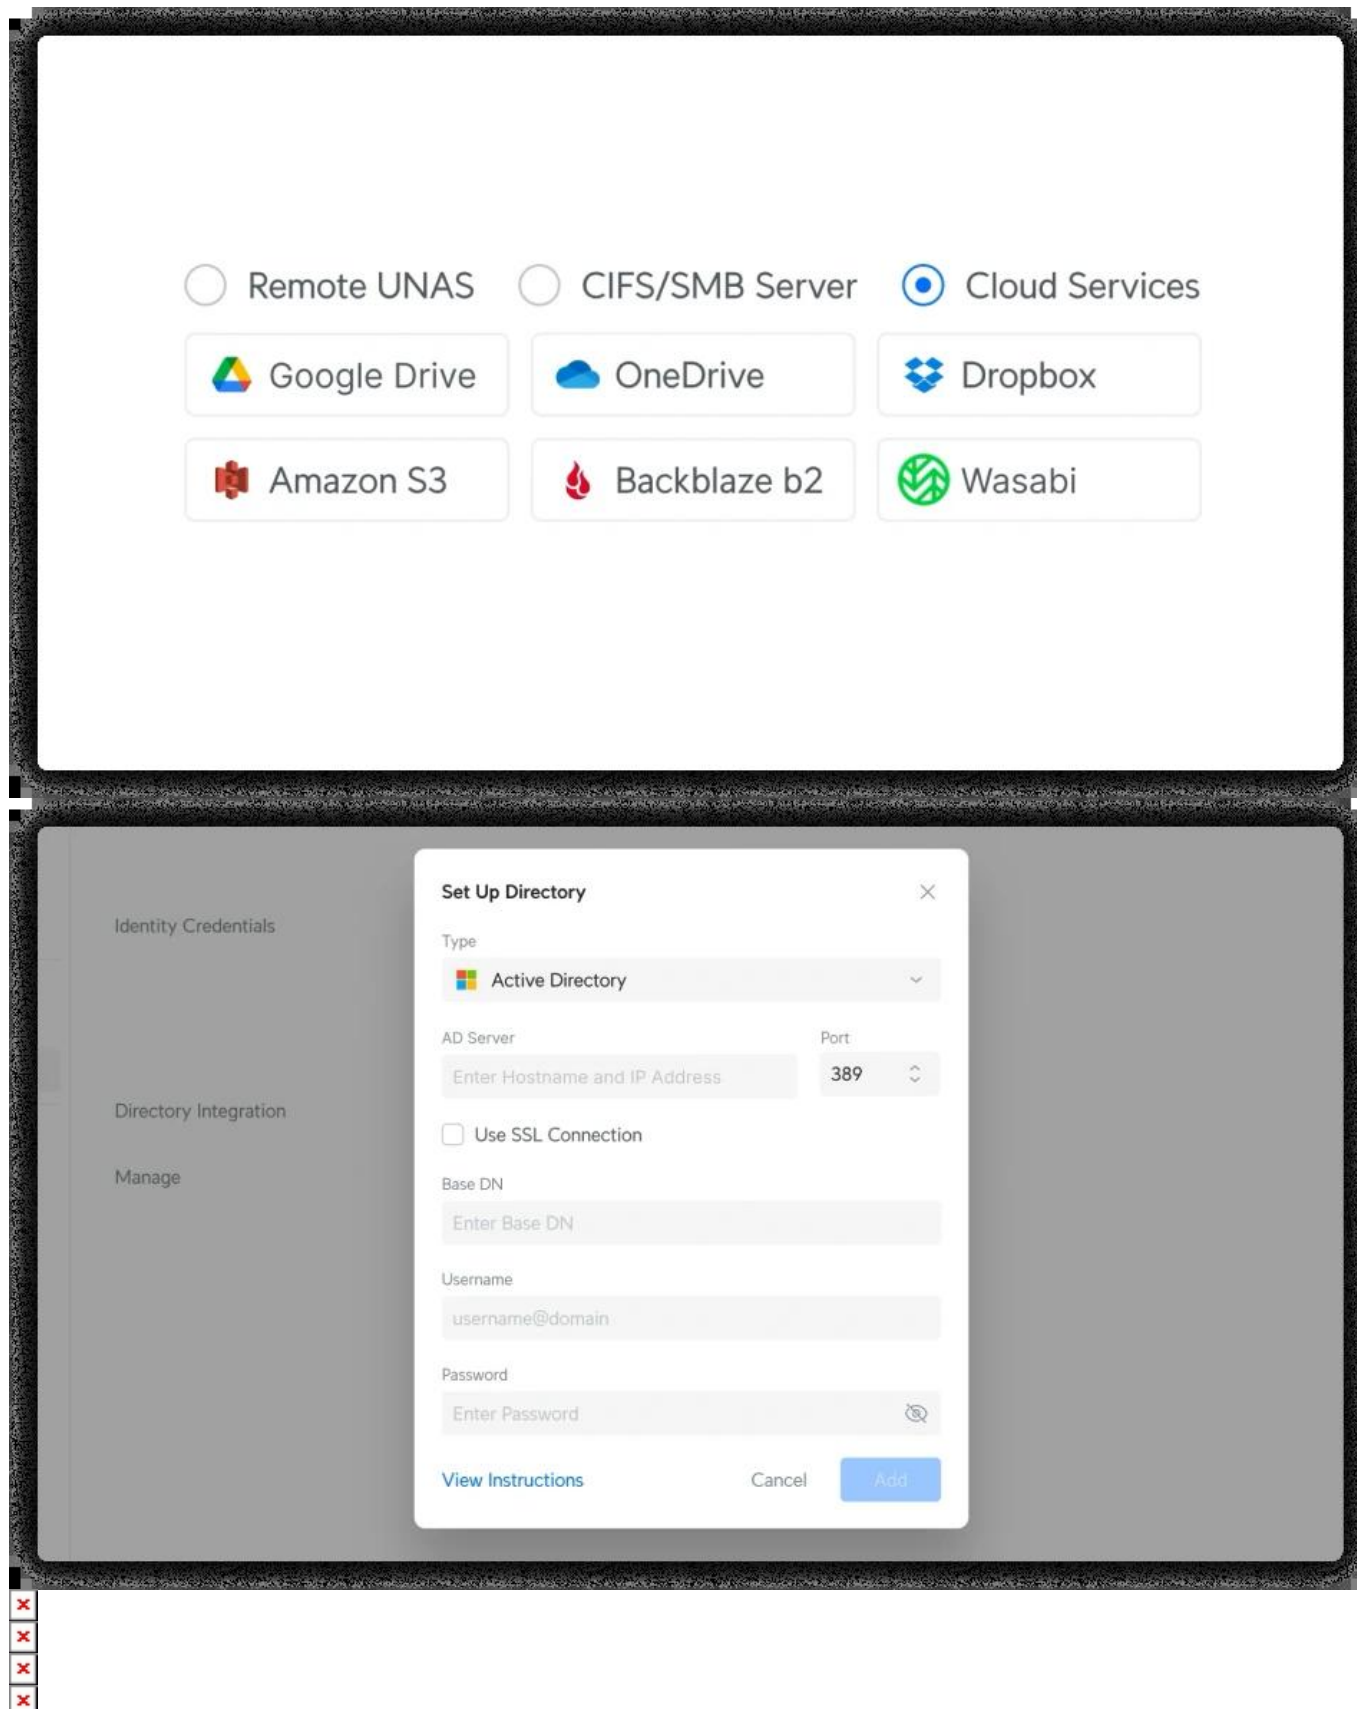 Remote UNAS CIFS/SMB Server Cloud Services
Google Drive OneDrive Dropbox
Amazon S3 Backblaze b2 Wasabi
Identity Credentials
Directory Integration
Manage
Set Up Directory
Type
Active Directory
AD Server Port
Enter Hostname and IP Address 389
Use SSL Connection
Base DN
Enter Base DN
Username
username@domain
Password
Enter Password
View Instructions Cancel Add